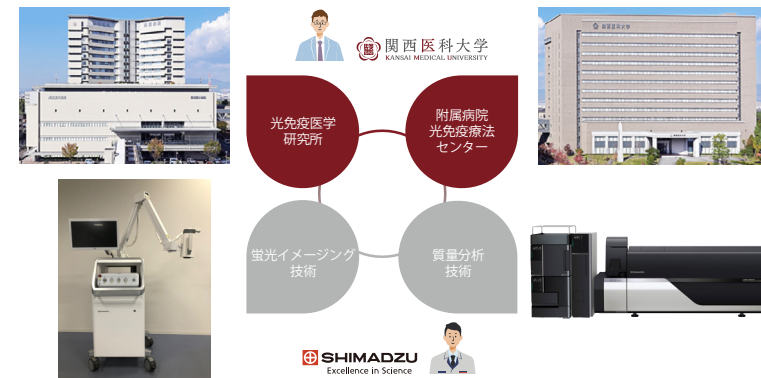 関西医科大学
KANSAI MEDICAL UNIVERSITY
光免疫医学
研究所
附属病院
光免疫療法
センター
蛍光イメージング
技術
質量分析
技術
SHIMADZU
Excellence in Science